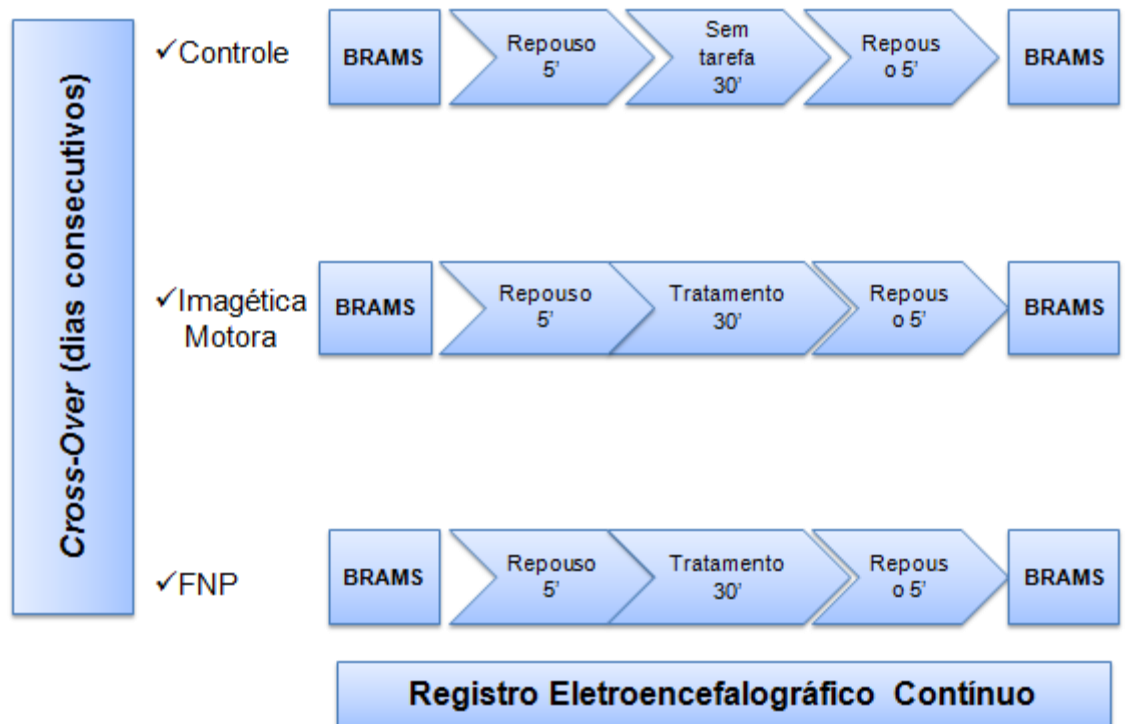 Cross-Over (dias consecutivos)
✓Controle
BRAMS
Repouso
5’
Sem
tarefa
30’
Repous
o 5’
BRAMS
✓Imagética
Motora
BRAMS
Repouso
5’
Tratamento
30’
Repous
o 5’
BRAMS
✓FNP
BRAMS
Repouso
5’
Tratamento
30’
Repous
o 5’
BRAMS
Registro Eletroencefalográfico Contínuo